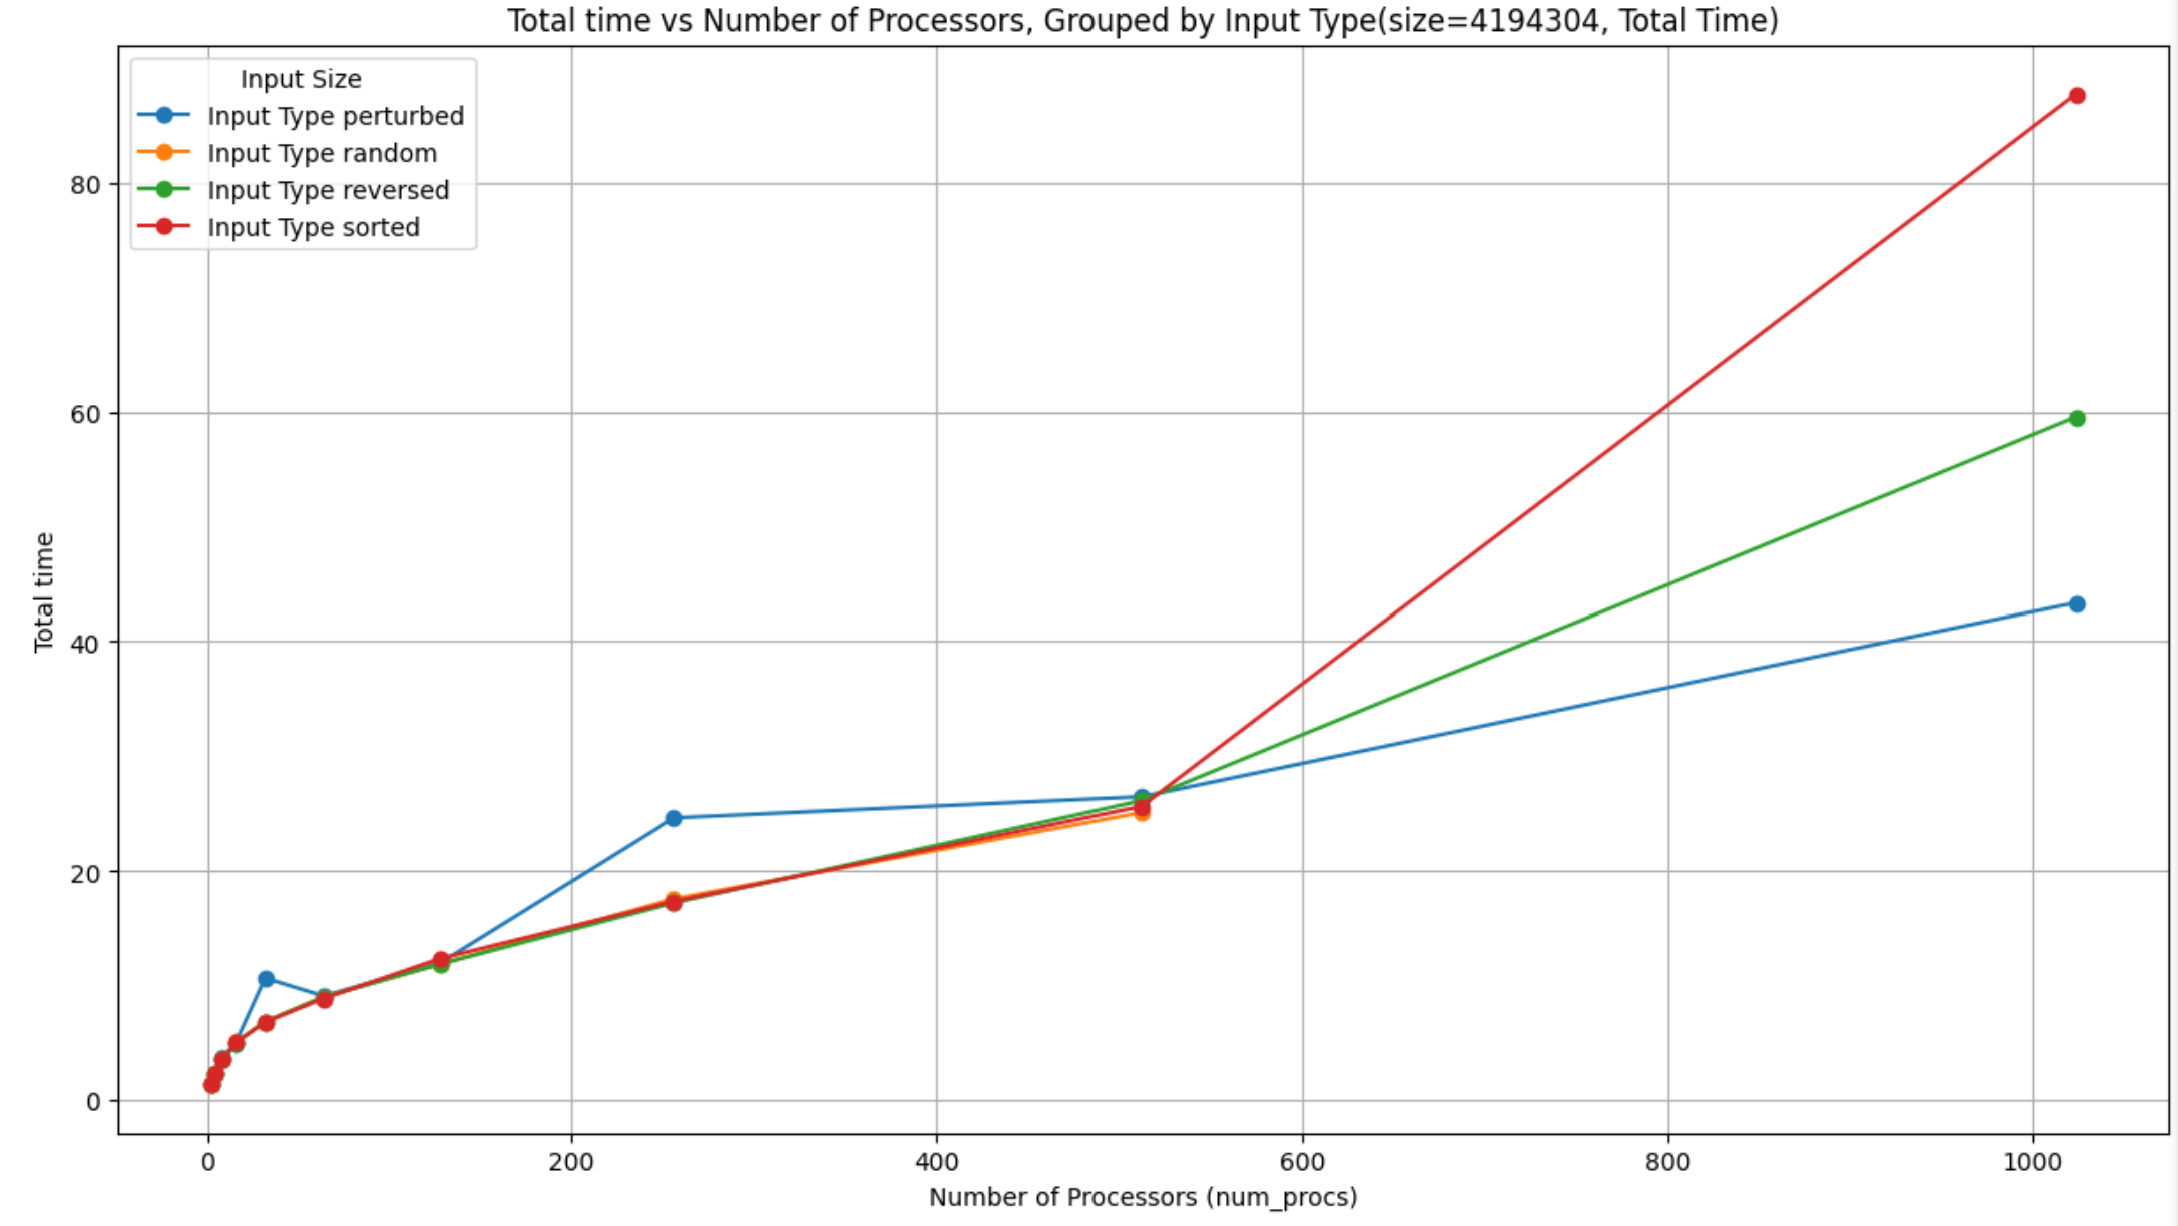 Total time vs Number of Processors, Grouped by Input Type(size=4194304, Total Time)
Input Size
Input Type perturbed
Input Type random
Input Type reversed
Input Type sorted
80
60
40
20
0
Total time
0 200 400 600 800 1000
Number of Processors (num_procs)